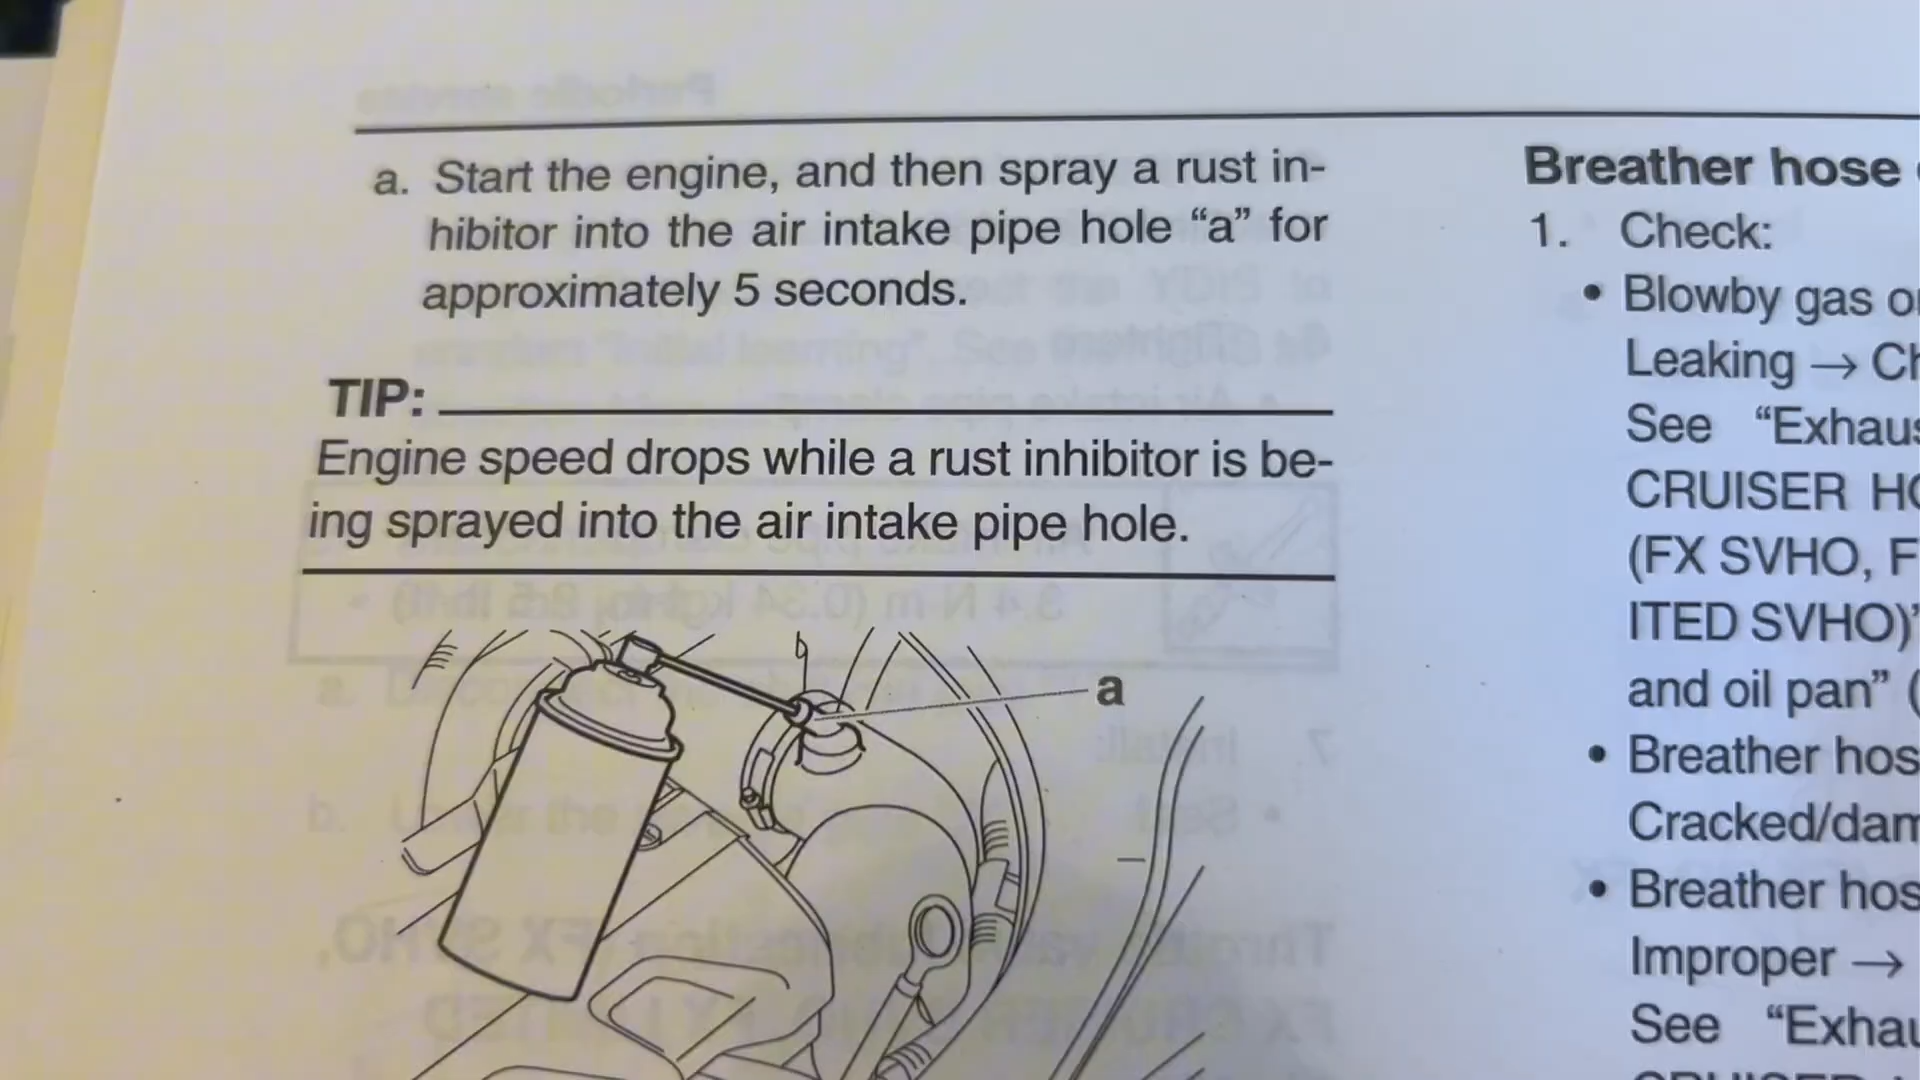 a. Start the engine, and then spray a rust in-
hibitor into the air intake pipe hole “a” for
approximately 5 seconds.
TIP:
Engine speed drops while a rust inhibitor is be-
ing sprayed into the air intake pipe hole.
a
Breather hose
1. Check:
• Blowby gas
Leaking →
See “Exhaus
CRUISER HO
(FX SVHO, F
ITED SVHO)”
and oil pan” (
• Breather hos
Cracked/dam
• Breather hos
Improper →
See “Exhau